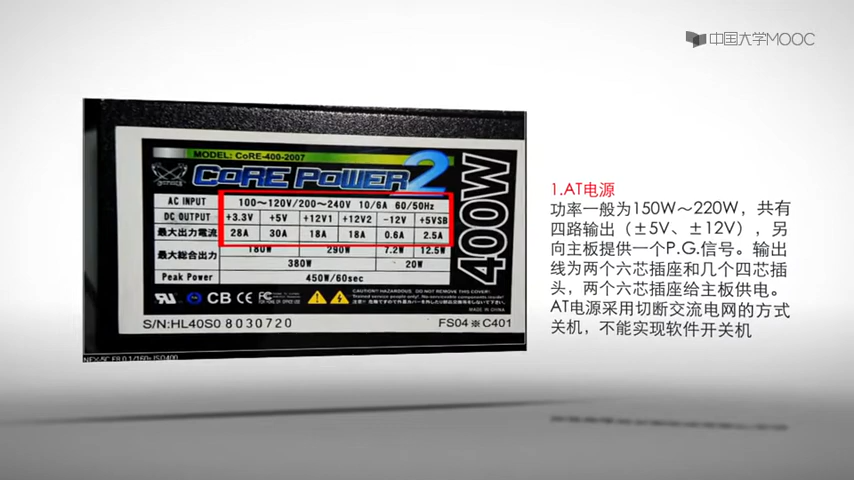 中国大学MOOC
MODEL: CoRE-400-2007
CoRE POWER 2
400W
AC INPUT 100～120V/200～240V 10/6A 60/50Hz
DC OUTPUT +3.3V +5V +12V1 +12V2 -12V +5VSB
最大出力電流 28A 30A 18A 18A 0.6A 2.5A
最大総合出力 180W 290W 7.2W 12.5W
380W 20W
Peak Power 450W/60sec
CB CE FC
MADE IN CHINA
S/N:HL40S0 8030720 FS04※C401
1.AT电源
功率一般为150W～220W，共有
四路输出（±5V、±12V），另
向主板提供一个P.G.信号。输出
线为两个六芯插座和几个四芯插
头，两个六芯插座给主板供电。
AT电源采用切断交流电网的方式
关机，不能实现软件开关机